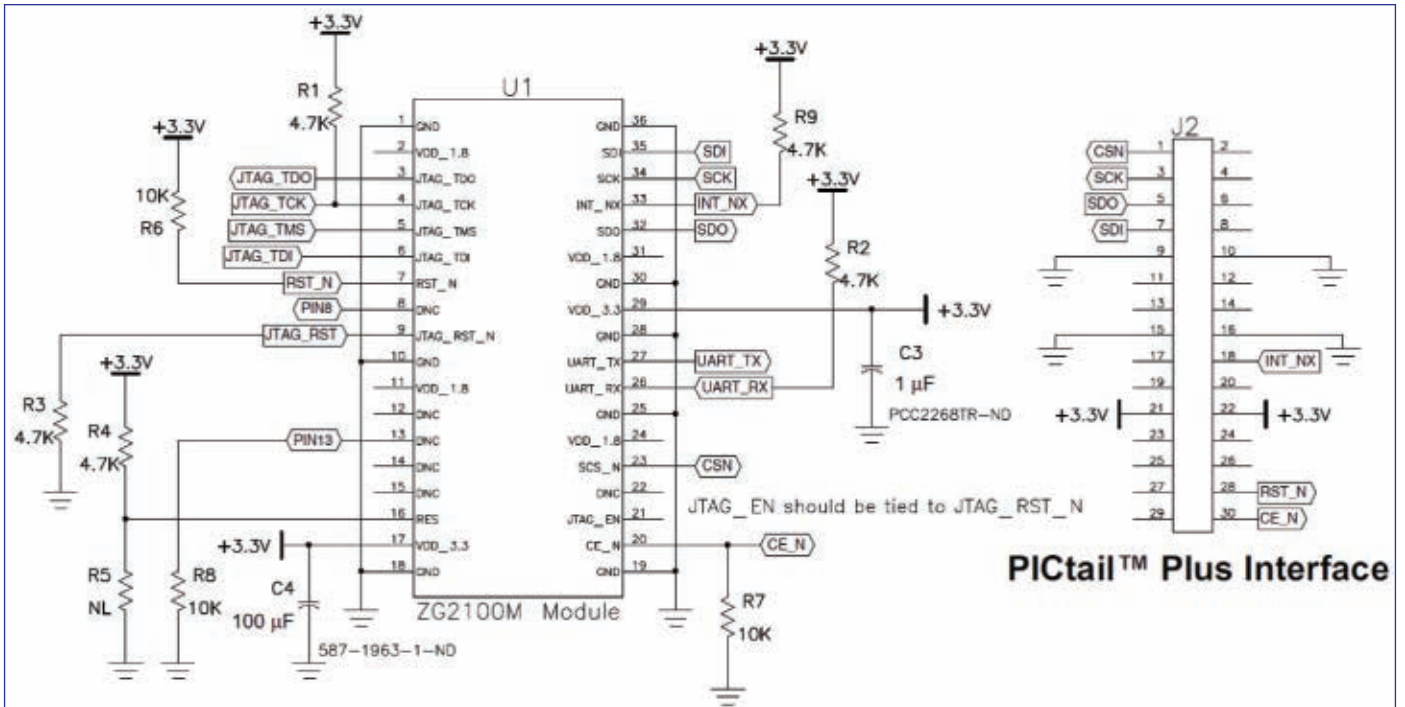 +3.3V
R1
4.7K
+3.3V
10K
R6
U1
ZG2100M Module
1 GND
2 VDD_1.8
JTAG_TDO 3 JTAG_TDO
JTAG_TCK 4 JTAG_TCK
JTAG_TMS 5 JTAG_TMS
JTAG_TDI 6 JTAG_TDI
RST_N 7 RST_N
PIN8 8 DNC
JTAG_RST 9 JTAG_RST_N
10 GND
11 VDD_1.8
12 DNC
PIN13 13 DNC
14 DNC
15 DNC
16 RES
+3.3V 17 VDD_3.3
18 GND
R3
4.7K
+3.3V
R4
4.7K
R5
NL
R8
10K
C4
100 µF
587-1963-1-ND
GND 36
SDI 35 SDI
SCK 34 SCK
INT_NX 33 INT_NX
SDO 32 SDO
VDD_1.8 31
GND 30
VDD_3.3 29 +3.3V
GND 28
UART_TX 27 UART_TX
UART_RX 26 UART_RX
GND 25
VDD_1.8 24
SCS_N 23 CSN
DNC 22
JTAG_EN 21
CE_N 20 CE_N
GND 19
+3.3V
R9
4.7K
+3.3V
R2
4.7K
C3
1 µF
PCC2268TR-ND
JTAG_EN should be tied to JTAG_RST_N
R7
10K
J2
CSN 1 2
SCK 3 4
SDO 5 6
SDI 7 8
9 10
11 12
13 14
15 16
17 18 INT_NX
19 20
+3.3V 21 22 +3.3V
23 24
25 26
27 28 RST_N
29 30 CE_N
PICtail™ Plus Interface